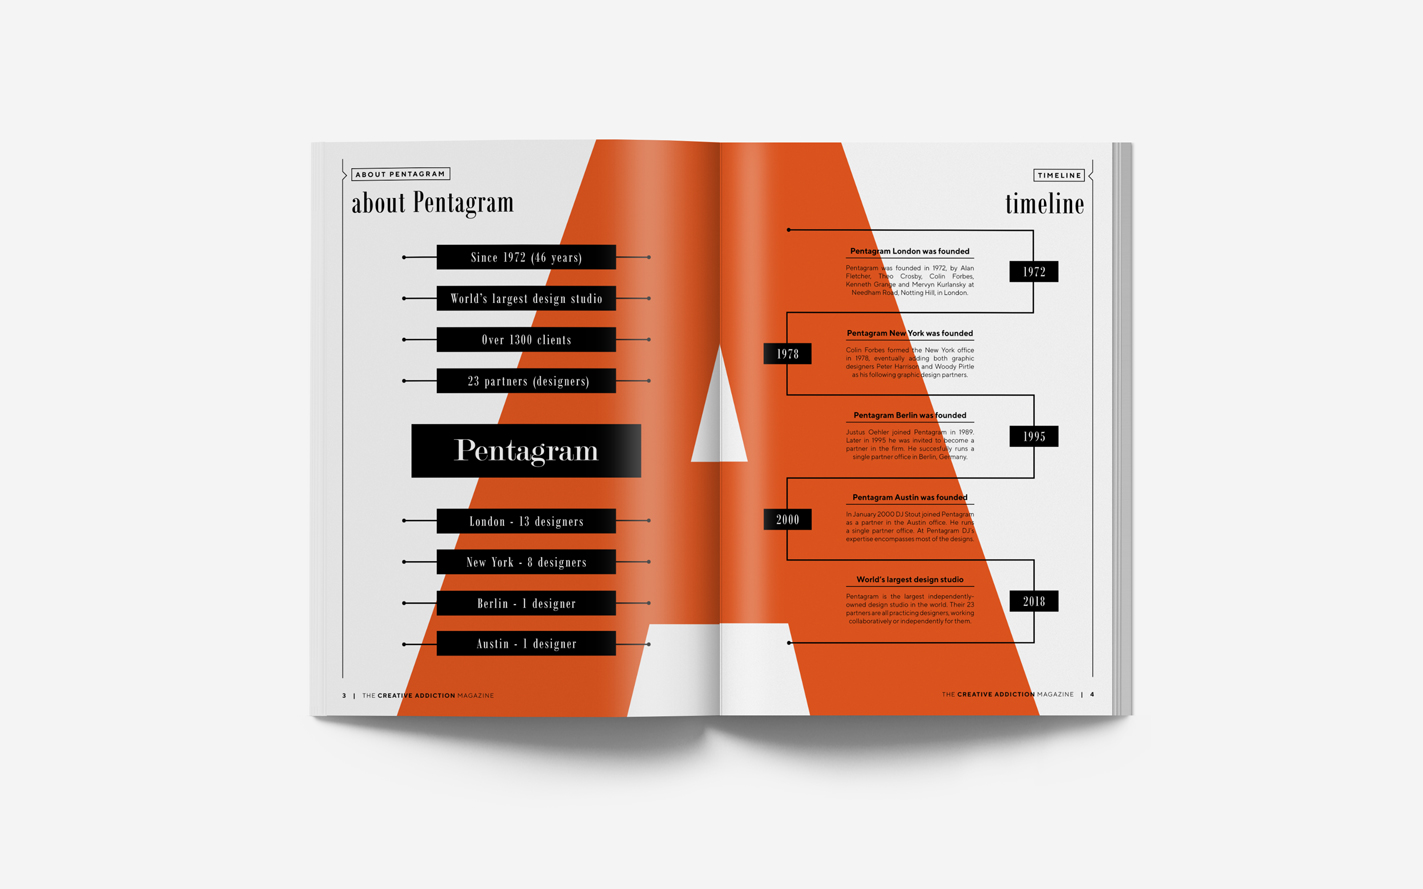 ABOUT PENTAGRAM
about Pentagram
Since 1972 (46 years)
World's largest design studio
Over 1300 clients
23 partners (designers)
Pentagram
London - 13 designers
New York - 8 designers
Berlin - 1 designer
Austin - 1 designer
3 | THE CREATIVE ADDICTION MAGAZINE
TIMELINE
timeline
Pentagram London was founded
Pentagram was founded in 1972, by Alan
Fletcher, Theo Crosby, Colin Forbes,
Kenneth Grange and Mervyn Kurlansky at
Needham Road, Notting Hill, in London.
1972
Pentagram New York was founded
Colin Forbes formed the New York office
in 1978, eventually adding both graphic
designers Peter Harrison and Woody Pirtle
as his following graphic design partners.
1978
Pentagram Berlin was founded
Justus Oehler joined Pentagram in 1989.
Later in 1995 he was invited to become a
partner in the firm. He succesfully runs a
single partner office in Berlin, Germany.
1995
Pentagram Austin was founded
In January 2000 DJ Stout joined Pentagram
as a partner in the Austin office. He runs
a single partner office. At Pentagram DJ's
expertise encompasses most of the designs.
2000
World's largest design studio
Pentagram is the largest independently-
owned design studio in the world. Their 23
partners are all practicing designers, working
collaboratively or independently for them.
2018
THE CREATIVE ADDICTION MAGAZINE | 4